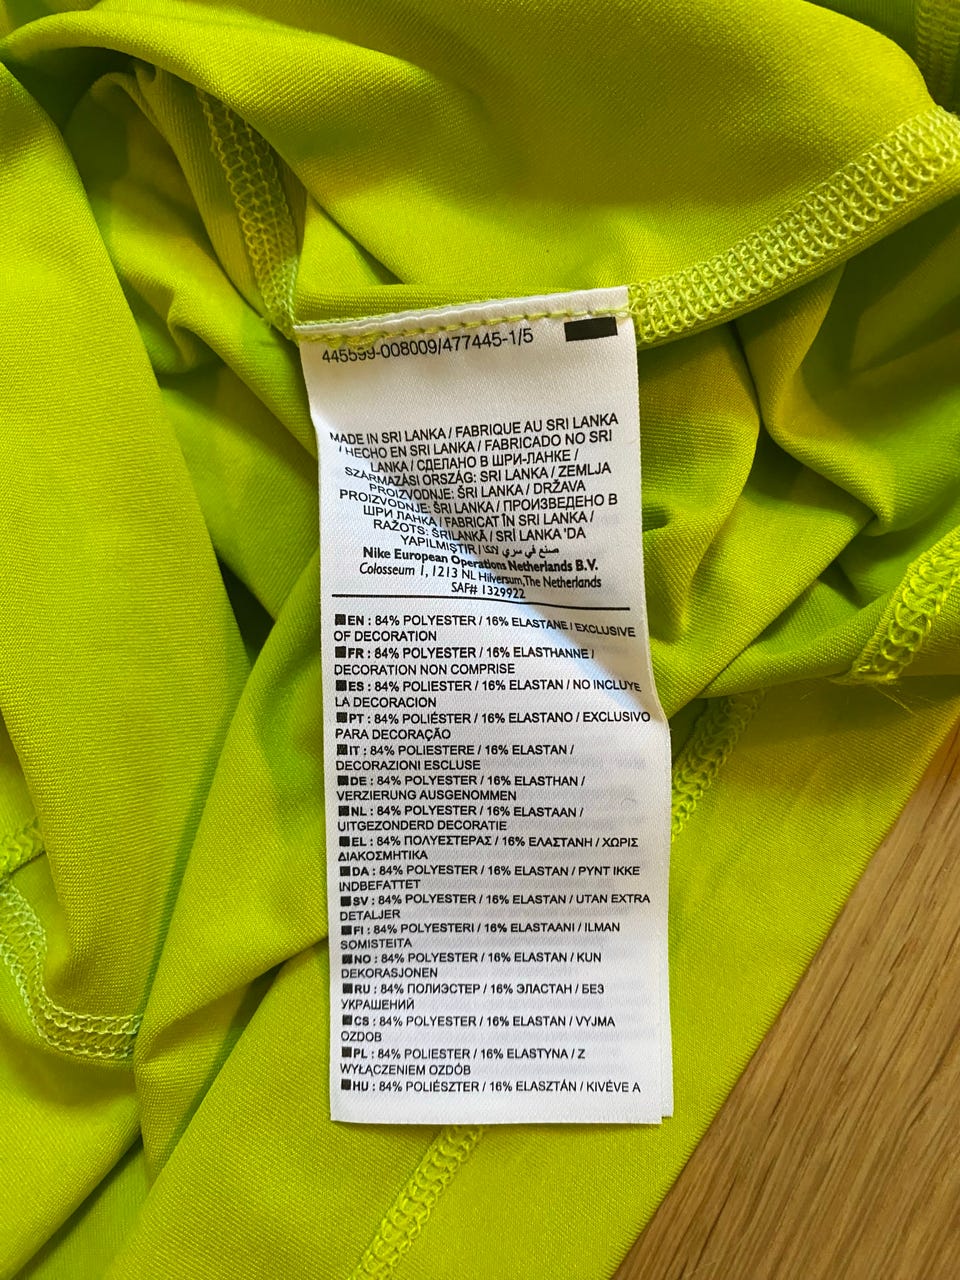 445599-008009/477445-1/5
MADE IN SRI LANKA / FABRIQUE AU SRI LANKA
/ HECHO EN SRI LANKA / FABRICADO NO SRI
LANKA / СДЕЛАНО В ШРИ-ЛАНКЕ /
SZÁRMAZÁSI ORSZÁG: SRI LANKA / ZEMLJA
PROIZVODNJE: ŠRI LANKA / DRŽAVA
PROIZVODNJE: ŠRI LANKA / ПРОИЗВЕДЕНО В
ШРИ ЛАНКА / FABRICAT ÎN SRI LANKA /
RAŽOTS: ŠRILANKĀ / SRİ LANKA 'DA
YAPILMIŞTIR / صنع في سري
Nike European Operations Netherlands B.V.
Colosseum 1, 1213 NL Hilversum, The Netherlands
SAF# 1329922
EN : 84% POLYESTER / 16% ELASTANE / EXCLUSIVE
OF DECORATION
FR : 84% POLYESTER / 16% ELASTHANNE /
DECORATION NON COMPRISE
ES : 84% POLIESTER / 16% ELASTAN / NO INCLUYE
LA DECORACION
PT : 84% POLIÉSTER / 16% ELASTANO / EXCLUSIVO
PARA DECORAÇÃO
IT : 84% POLIESTERE / 16% ELASTAN /
DECORAZIONI ESCLUSE
DE : 84% POLYESTER / 16% ELASTHAN /
VERZIERUNG AUSGENOMMEN
NL : 84% POLYESTER / 16% ELASTAAN /
UITGEZONDERD DECORATIE
EL : 84% ΠΟΛΥΕΣΤΕΡΑΣ / 16% ΕΛΑΣΤΑΝΗ / ΧΩΡΙΣ
ΔΙΑΚΟΣΜΗΤΙΚΑ
DA : 84% POLYESTER / 16% ELASTAN / PYNT IKKE
INDBEFATTET
SV : 84% POLYESTER / 16% ELASTAN / UTAN EXTRA
DETALJER
FI : 84% POLYESTERI / 16% ELASTAANI / ILMAN
SOMISTEITA
NO : 84% POLYESTER / 16% ELASTAN / KUN
DEKORASJONEN
RU : 84% ПОЛИЭСТЕР / 16% ЭЛАСТАН / БЕЗ
УКРАШЕНИЙ
CS : 84% POLYESTER / 16% ELASTAN / VYJMA
OZDOB
PL : 84% POLYESTER / 16% ELASTYNA / Z
WYŁĄCZENIEM OZDÓB
HU : 84% POLIÉSZTER / 16% ELASZTÁN / KIVÉVE A